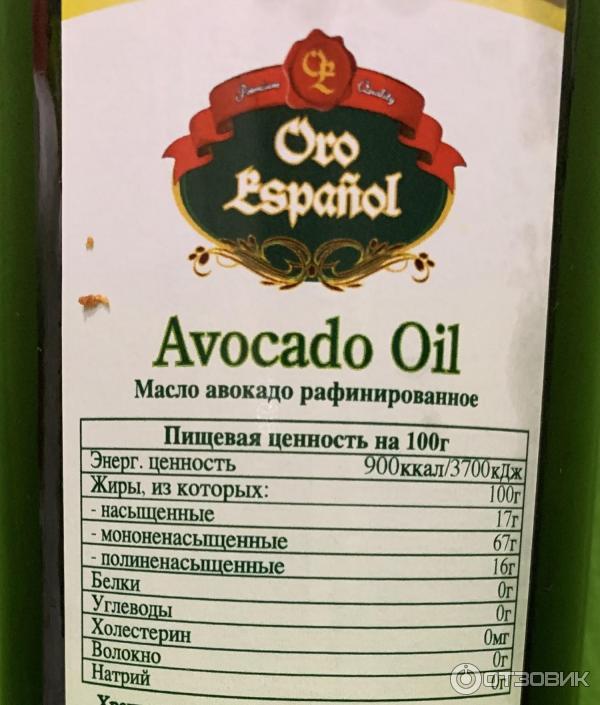 Œ
Premium Quality
Oro
Español
Avocado Oil
Масло авокадо рафинированное
Пищевая ценность на 100г
Энерг. ценность 900ккал/3700кДж
Жиры, из которых: 100г
- насыщенные 17г
- мононенасыщенные 67г
- полиненасыщенные 16г
Белки 0г
Углеводы 0г
Холестерин 0мг
Волокно 0г
Натрий 0г
ОТЗОВИК